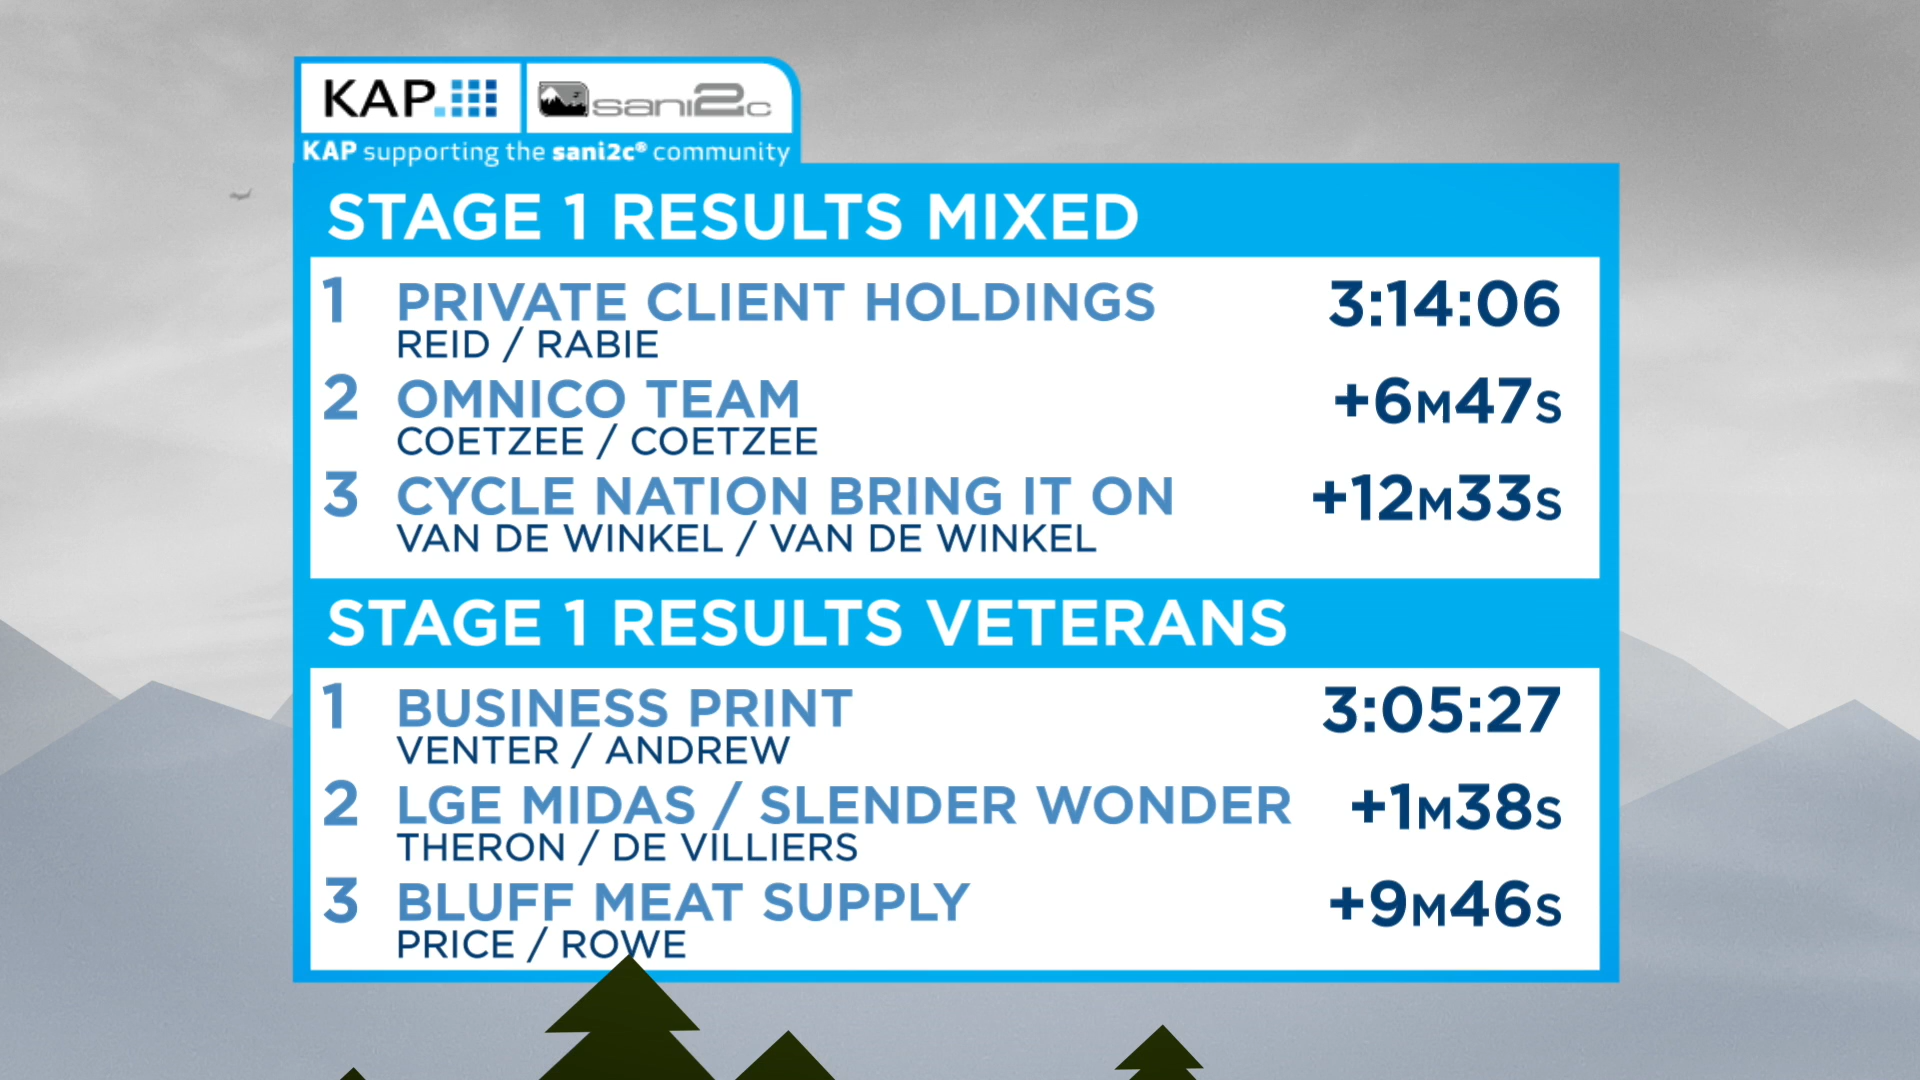 KAP sani2c
KAP supporting the sani2c® community
STAGE 1 RESULTS MIXED
1 PRIVATE CLIENT HOLDINGS 3:14:06
REID / RABIE
2 OMNICO TEAM +6M47S
COETZEE / COETZEE
3 CYCLE NATION BRING IT ON +12M33S
VAN DE WINKEL / VAN DE WINKEL
STAGE 1 RESULTS VETERANS
1 BUSINESS PRINT 3:05:27
VENTER / ANDREW
2 LGE MIDAS / SLENDER WONDER +1M38S
THERON / DE VILLIERS
3 BLUFF MEAT SUPPLY +9M46S
PRICE / ROWE